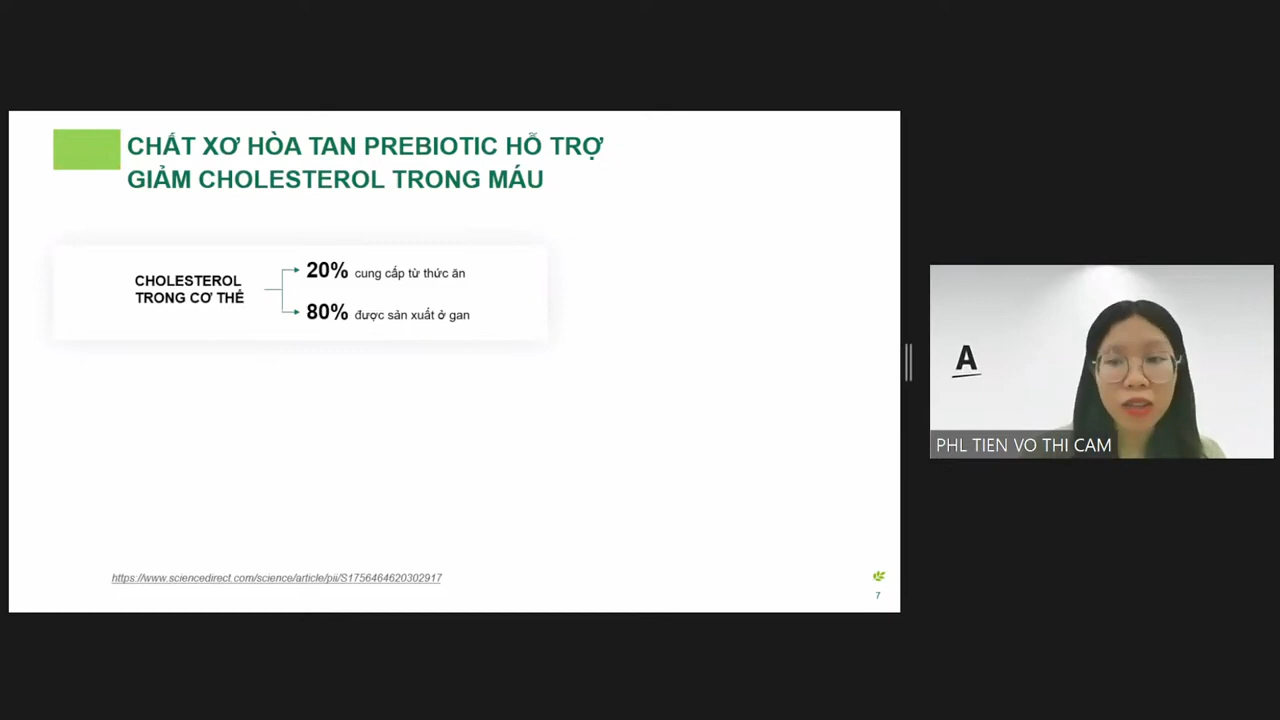 CHẤT XƠ HÒA TAN PREBIOTIC HỖ TRỢ
GIẢM CHOLESTEROL TRONG MÁU
CHOLESTEROL
TRONG CƠ THỂ
20% cung cấp từ thức ăn
80% được sản xuất ở gan
https://www.sciencedirect.com/science/article/pii/S1756464620302917
7
A
PHL TIEN VO THI CAM